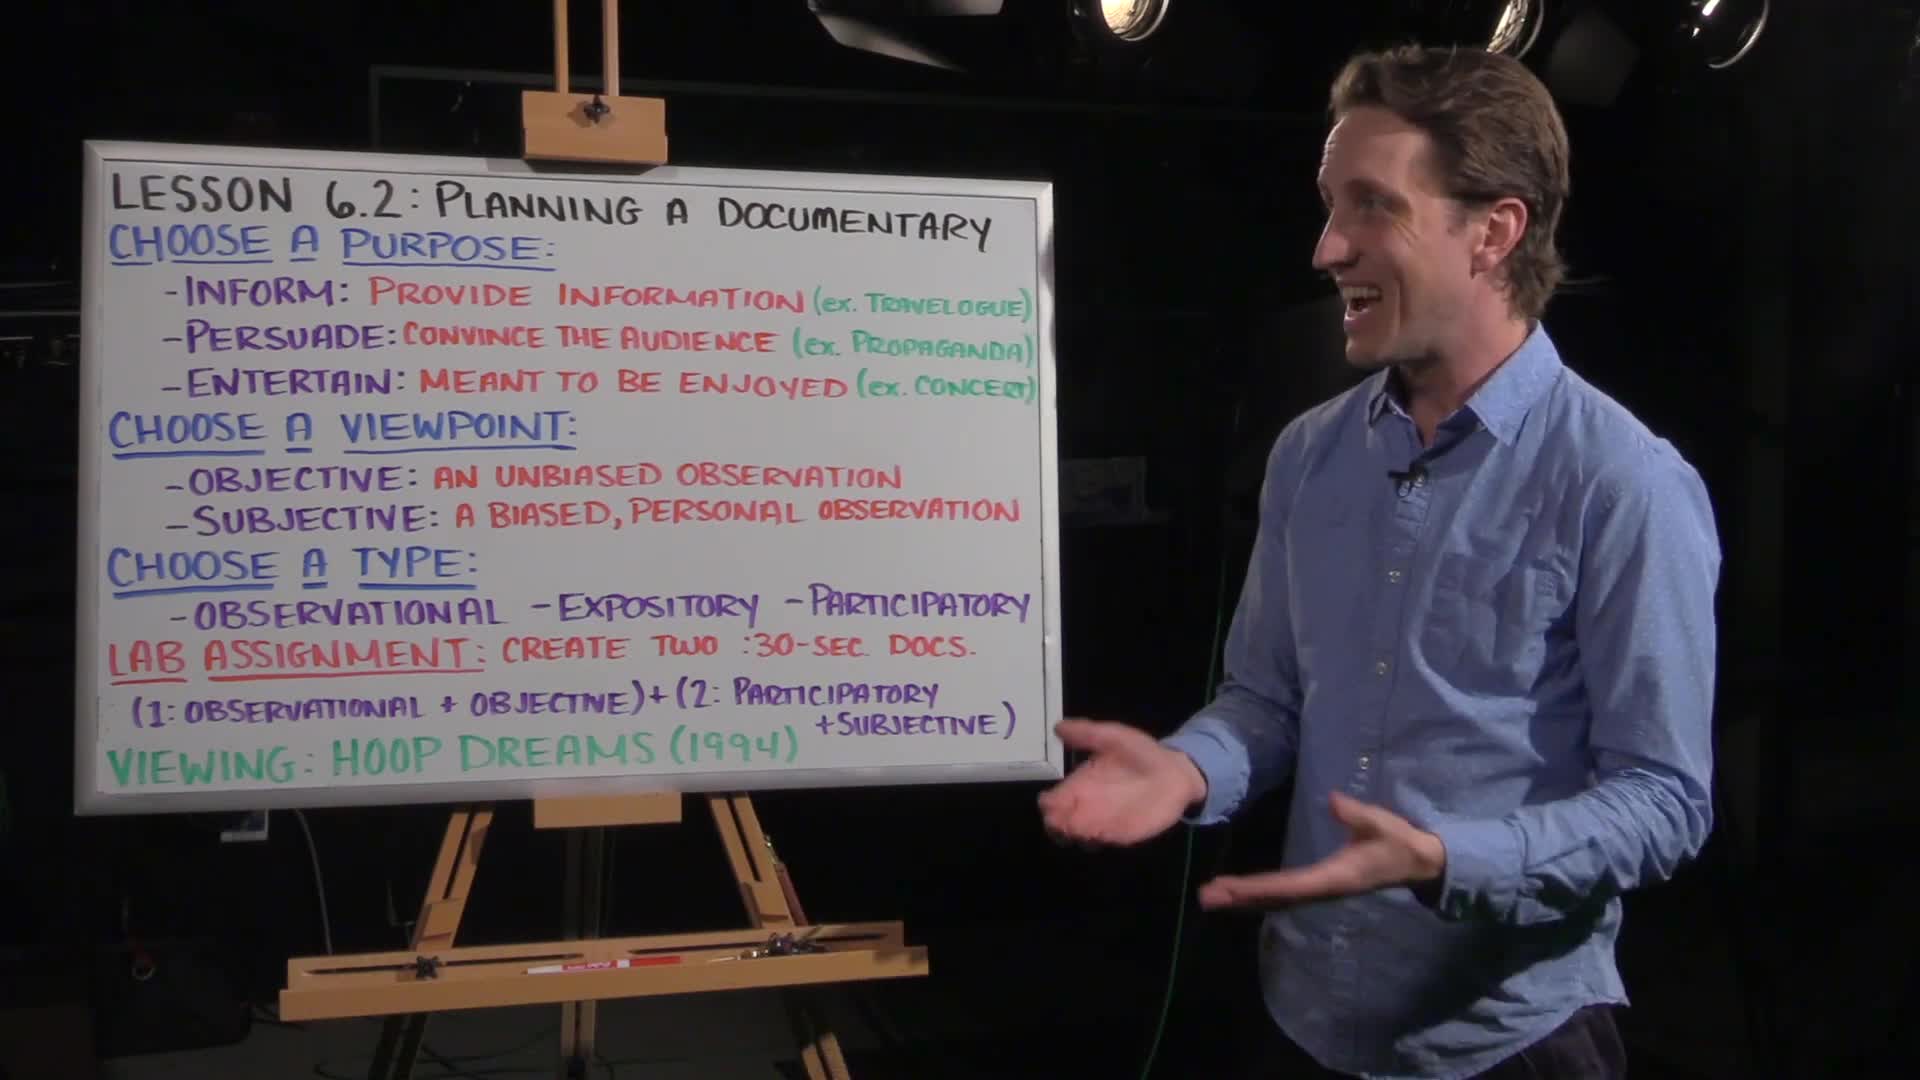 LESSON 6.2: PLANNING A DOCUMENTARY
CHOOSE A PURPOSE:
-INFORM: PROVIDE INFORMATION (ex. TRAVELOGUE)
-PERSUADE: CONVINCE THE AUDIENCE (ex. PROPAGANDA)
-ENTERTAIN: MEANT TO BE ENJOYED (ex. CONCERT)
CHOOSE A VIEWPOINT:
-OBJECTIVE: AN UNBIASED OBSERVATION
-SUBJECTIVE: A BIASED, PERSONAL OBSERVATION
CHOOSE A TYPE:
-OBSERVATIONAL -EXPOSITORY -PARTICIPATORY
LAB ASSIGNMENT: CREATE TWO :30-SEC. DOCS.
(1: OBSERVATIONAL + OBJECTIVE) + (2: PARTICIPATORY
+SUBJECTIVE)
VIEWING: HOOP DREAMS (1994)